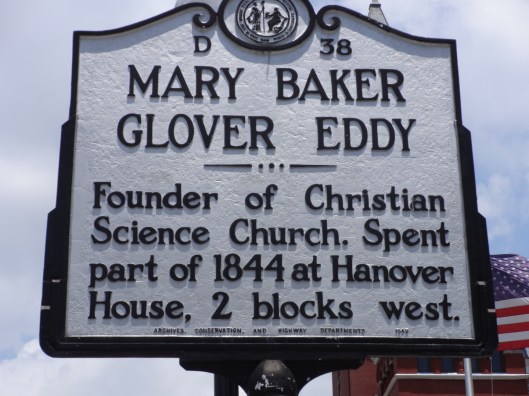 D 38
MARY BAKER
GLOVER EDDY
Founder of Christian
Science Church. Spent
part of 1844 at Hanover
House, 2 blocks west.
ARCHIVES, CONSERVATION, AND HIGHWAY DEPARTMENTS